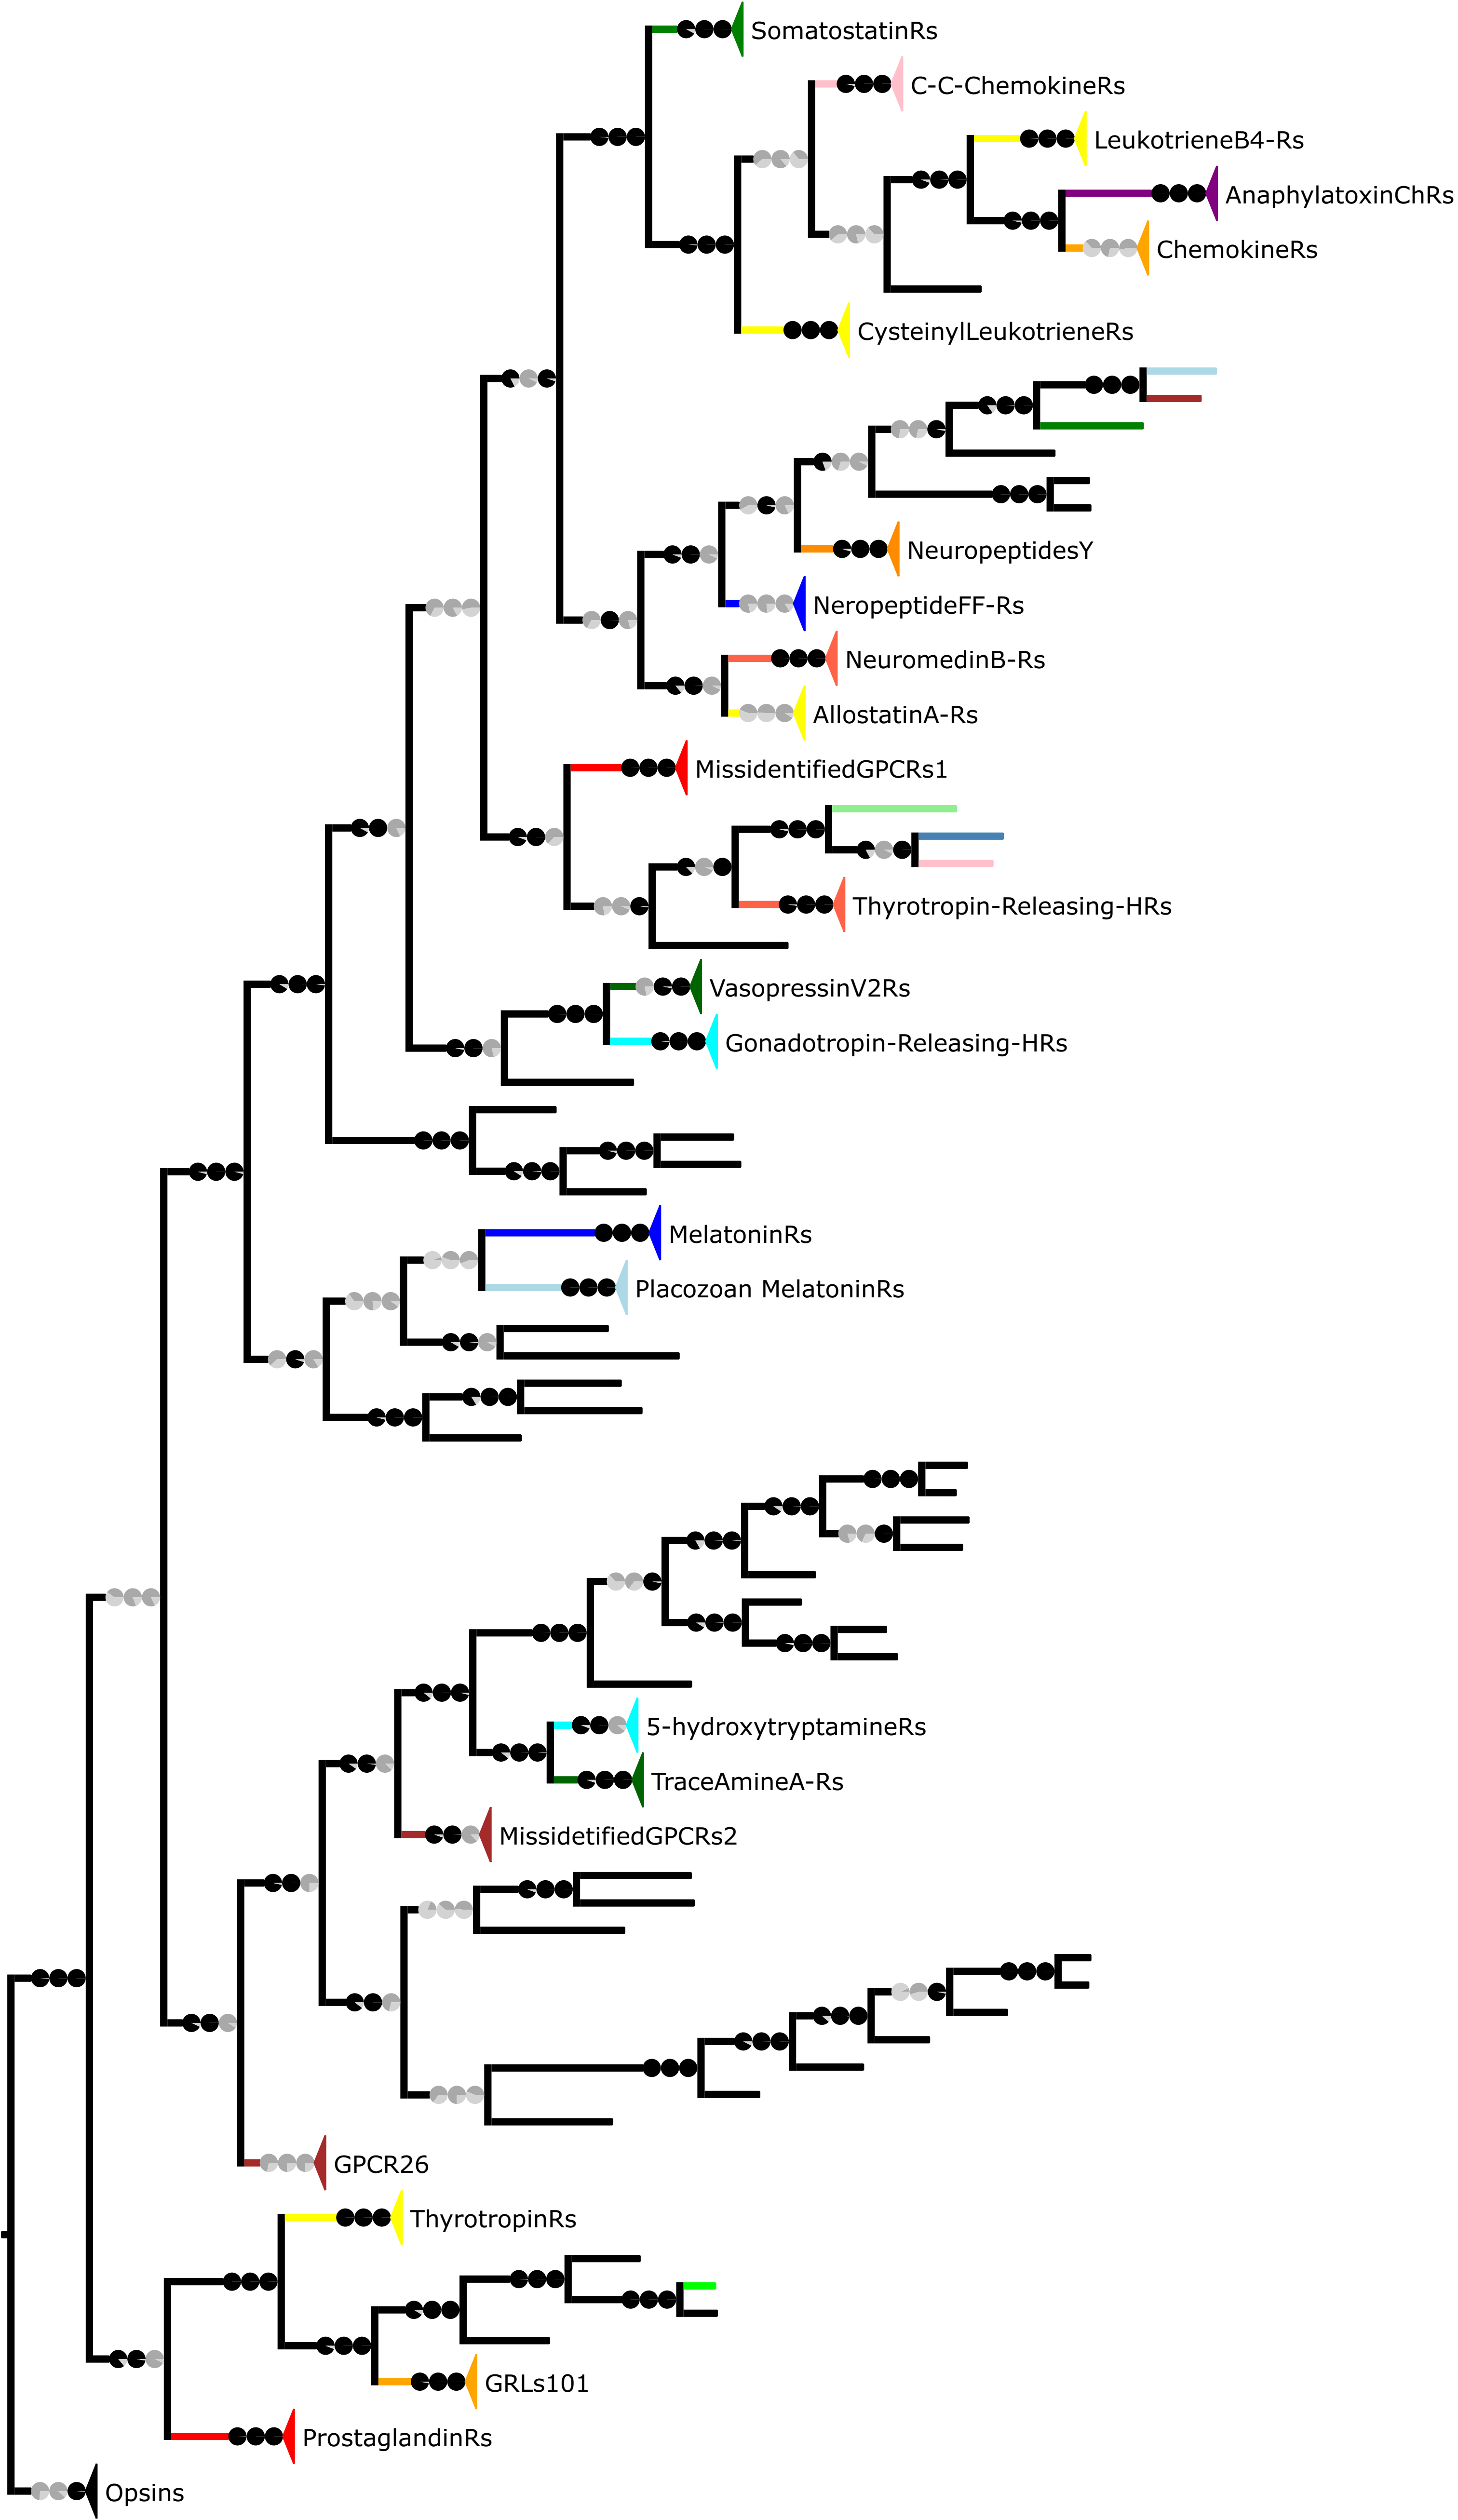 SomatostatinRs
C-C-ChemokineRs
LeukotrieneB4-Rs
AnaphylatoxinChRs
ChemokineRs
CysteinylLeukotrieneRs
NeuropeptidesY
NeropeptideFF-Rs
NeuromedinB-Rs
AllostatinA-Rs
MissidentifiedGPCRs1
Thyrotropin-Releasing-HRs
VasopressinV2Rs
Gonadotropin-Releasing-HRs
MelatoninRs
Placozoan MelatoninRs
5-hydroxytryptamineRs
TraceAmineA-Rs
MissidetifiedGPCRs2
GPCR26
ThyrotropinRs
GRLs101
ProstaglandinRs
Opsins